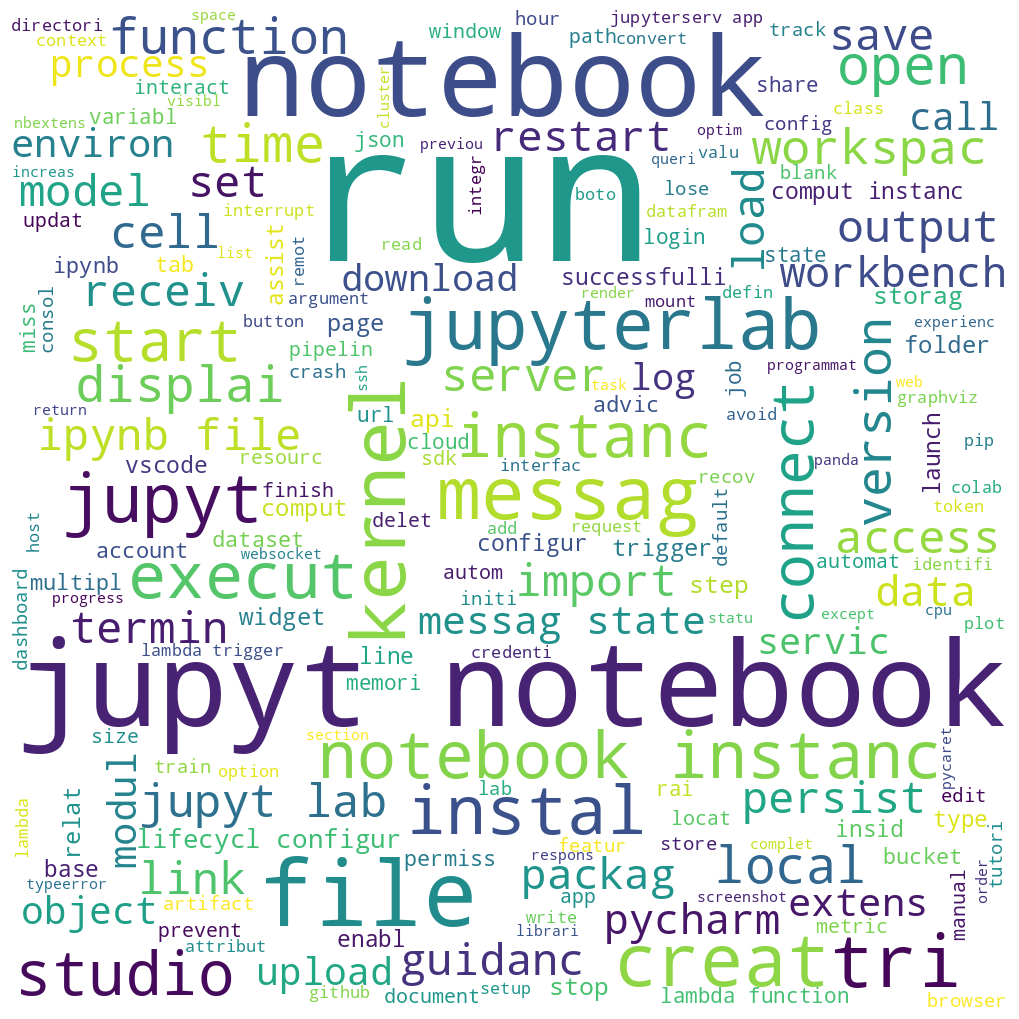 directori
space
hour
jupyterserv app
context
function
window
path
convert
track
save
process
notebook
open
interact
share
visibl
cluster
nbextens
variabl
json
class
call
environ
time
restart
optim
config
workspac
previou
run
queri
valu
increas
set
integr
boto
lose
blank
model
comput instanc
updat
interrupt
datafram
load
output
cell
list
read
login
state
ipynb
tab
assist
remot
download
successfulli
workbench
receiv
argument
render
mount
defin
storag
miss
consol
start
button
page
jupyterlab
experienc
folder
pipelin
crash
ssh
server
task
log
job
programmat
version
web
graphviz
displai
return
url
api
advic
avoid
connect
ipynb file
kernel
cloud
instanc
launch
pip
vscode
resourc
sdk
interfac
recov
panda
colab
jupyt
finish
comput
messag
delet
default
token
host
account
dataset
add
request
configur
trigger
access
websocket
automat
identifi
multipl
execut
autom
import
step
data
dashboard
progress
widget
initi
messag state
statu
except
cpu
plot
termin
lambda trigger
line
credenti
servic
memori
jupyt notebook
size
section
notebook instanc
pycaret
modul
train
option
lab
rai
edit
lambda
relat
jupyt lab
instal
locat
persist
type
lifecycl configur
featur
store
complet
insid
bucket
tutori
base
permiss
respons
local
typeerror
link
file
packag
screenshot
order
object
artifact
app
extens
manual
prevent
enabl
write
pycharm
metric
attribut
librari
studio
upload
guidanc
creat
tri
github
document
setup
stop
lambda function
browser